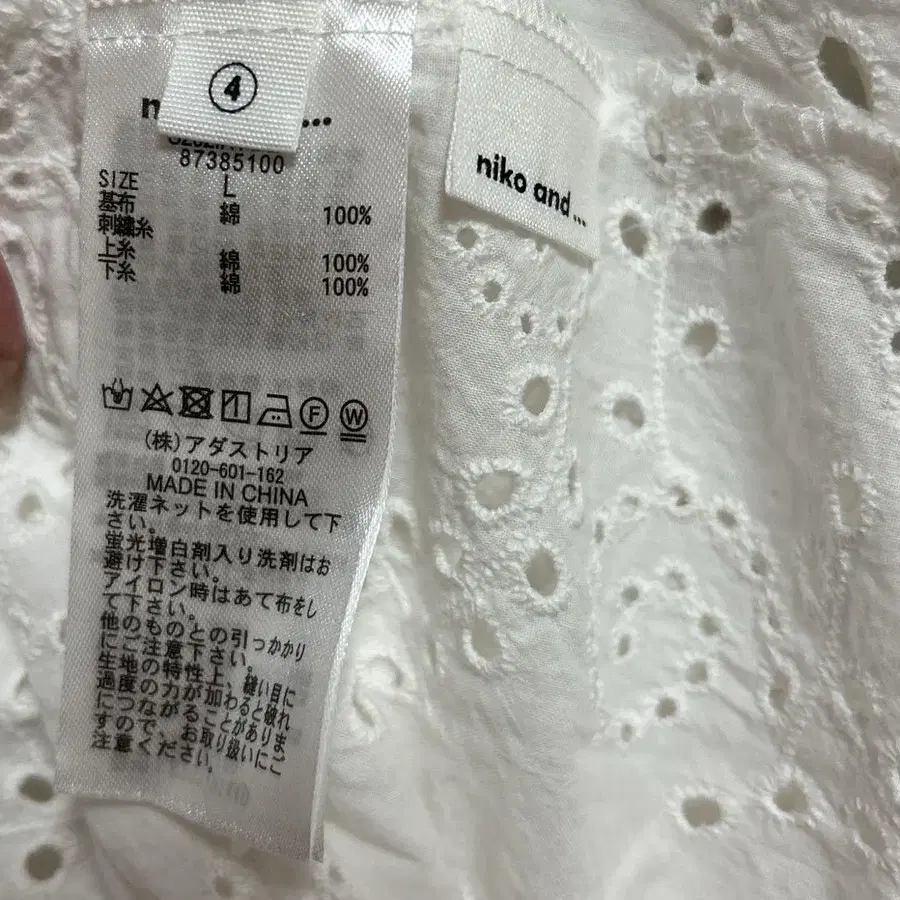 ④
niko and ...
87385100
SIZE L
基布 綿 100%
刺繍糸
上糸 綿 100%
下糸 綿 100%
F W
(株)アダストリア
0120-601-162
MADE IN CHINA
洗濯ネットを使用して下
さい。
蛍光増白剤入り洗剤はお
避け下さい。
アイロン時はあて布をし
て下さい。
他のものとの引っかかり
にご注意下さい。
生地の特性上、縫い目に
過度の力が加わると破れ
につながることがありま
すので、お取り扱いにご
注意ください。